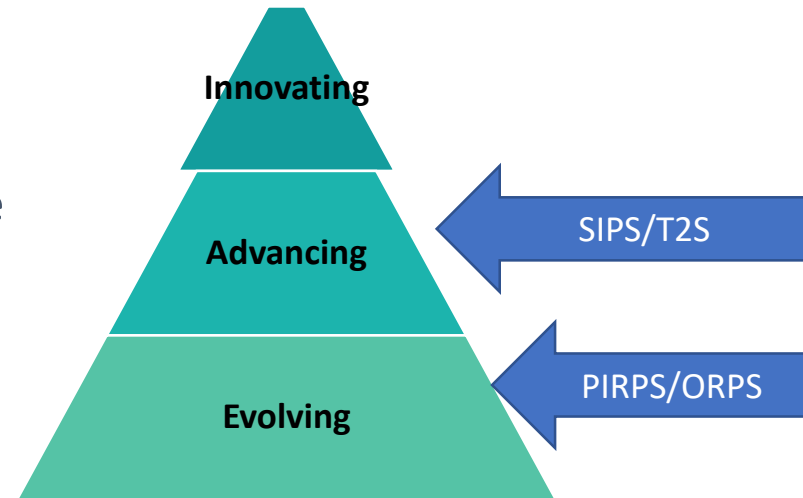 Innovating
SIPS/T2S
Advancing
PIRPS/ORPS
Evolving